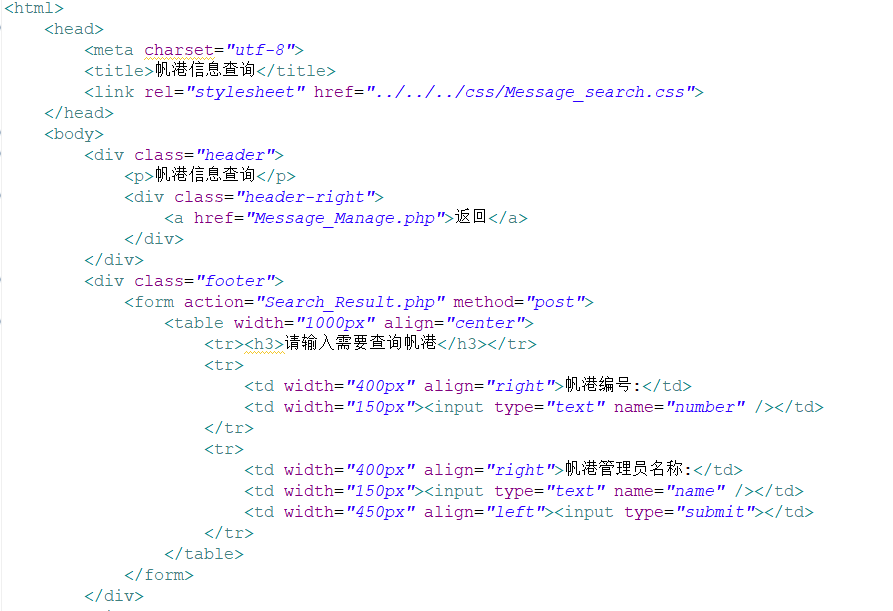 <html>
<head>
<meta charset="utf-8">
<title>帆港信息查询</title>
<link rel="stylesheet" href="../../../css/Message_search.css">
</head>
<body>
<div class="header">
<p>帆港信息查询</p>
<div class="header-right">
<a href="Message_Manage.php">返回</a>
</div>
</div>
<div class="footer">
<form action="Search_Result.php" method="post">
<table width="1000px" align="center">
<tr><h3>请输入需要查询帆港</h3></tr>
<tr>
<td width="400px" align="right">帆港编号:</td>
<td width="150px"><input type="text" name="number" /></td>
</tr>
<tr>
<td width="400px" align="right">帆港管理员名称:</td>
<td width="150px"><input type="text" name="name" /></td>
<td width="450px" align="left"><input type="submit"></td>
</tr>
</table>
</form>
</div>